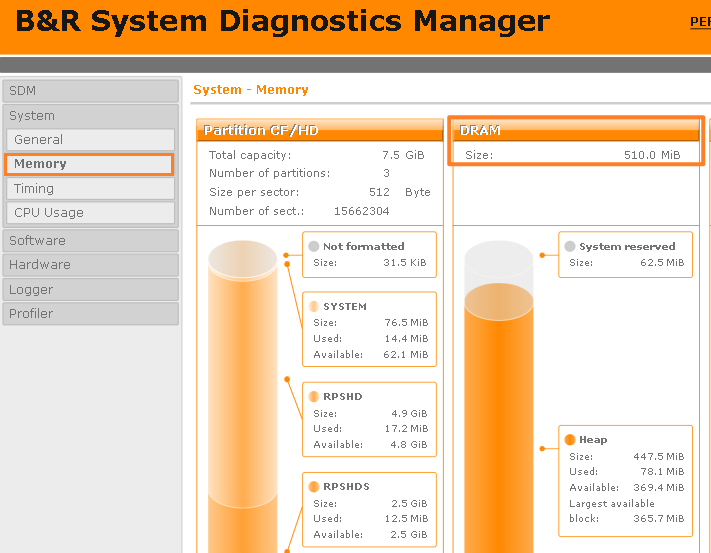 B&R System Diagnostics Manager
SDM
System
General
Memory
Timing
CPU Usage
Software
Hardware
Logger
Profiler
System - Memory
Partition CF/HD
Total capacity: 7.5 GiB
Number of partitions: 3
Size per sector: 512 Byte
Number of sect.: 15662304
Not formatted
Size: 31.5 KiB
SYSTEM
Size: 76.5 MiB
Used: 14.4 MiB
Available: 62.1 MiB
RPSHD
Size: 4.9 GiB
Used: 17.2 MiB
Available: 4.8 GiB
RPSHDS
Size: 2.5 GiB
Used: 12.5 MiB
Available: 2.5 GiB
DRAM
Size: 510.0 MiB
System reserved
Size: 62.5 MiB
Heap
Size: 447.5 MiB
Used: 78.1 MiB
Available: 369.4 MiB
Largest available
block: 365.7 MiB